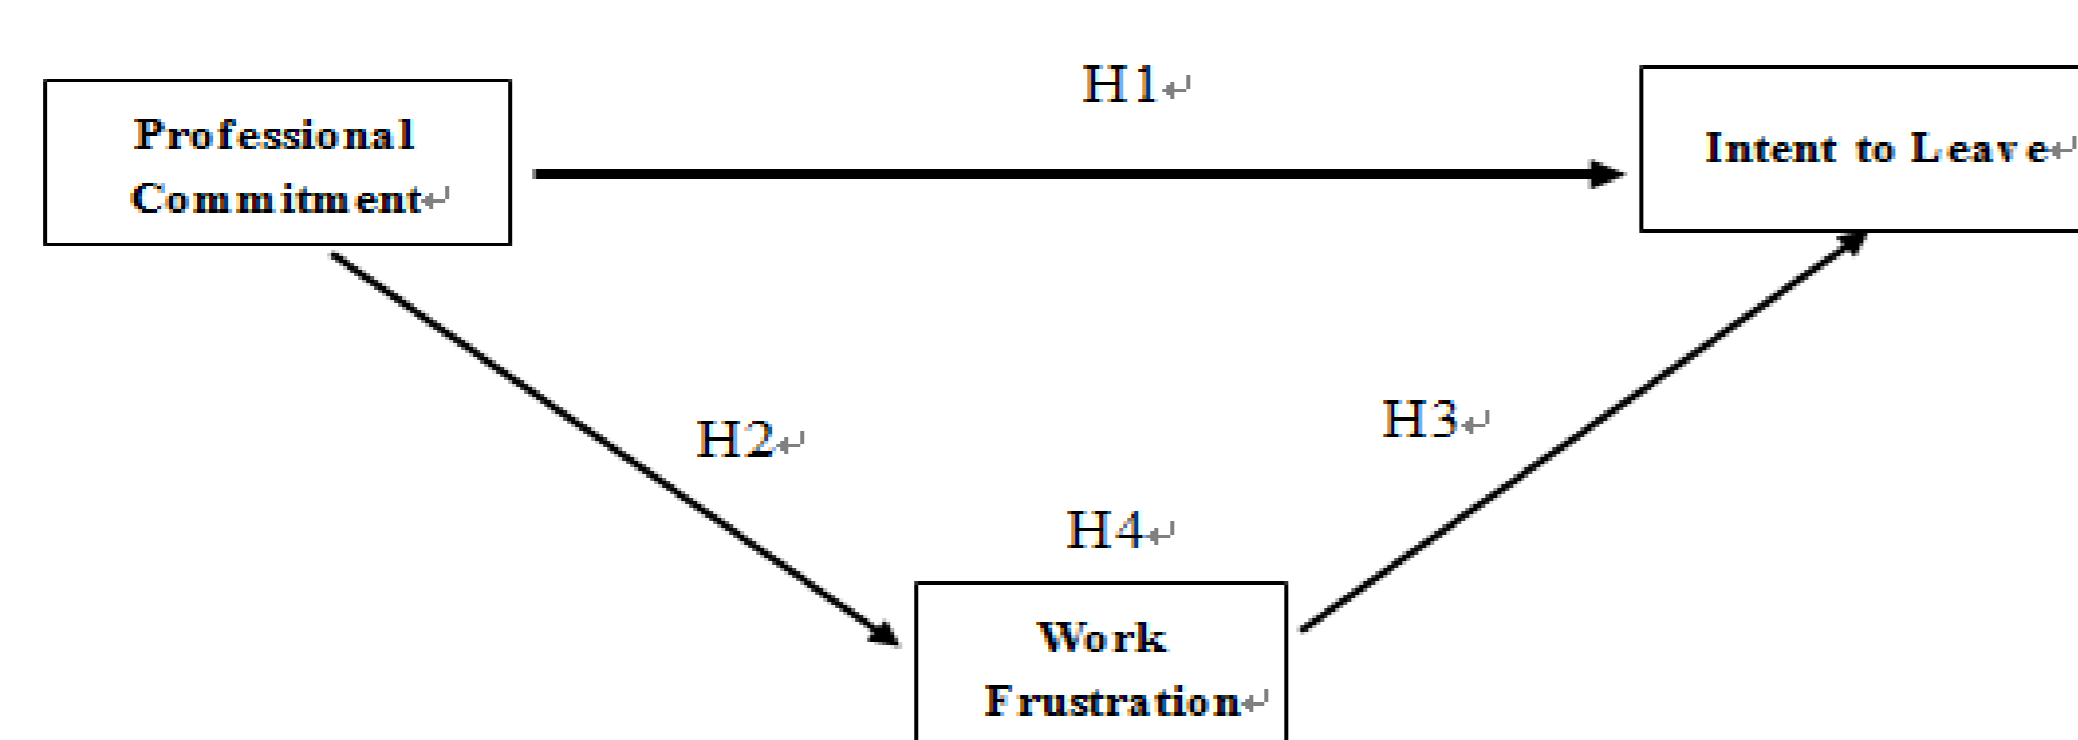 H1
Professional
Commitment
Intent to Leave
H2
H3
H4
Work
Frustration